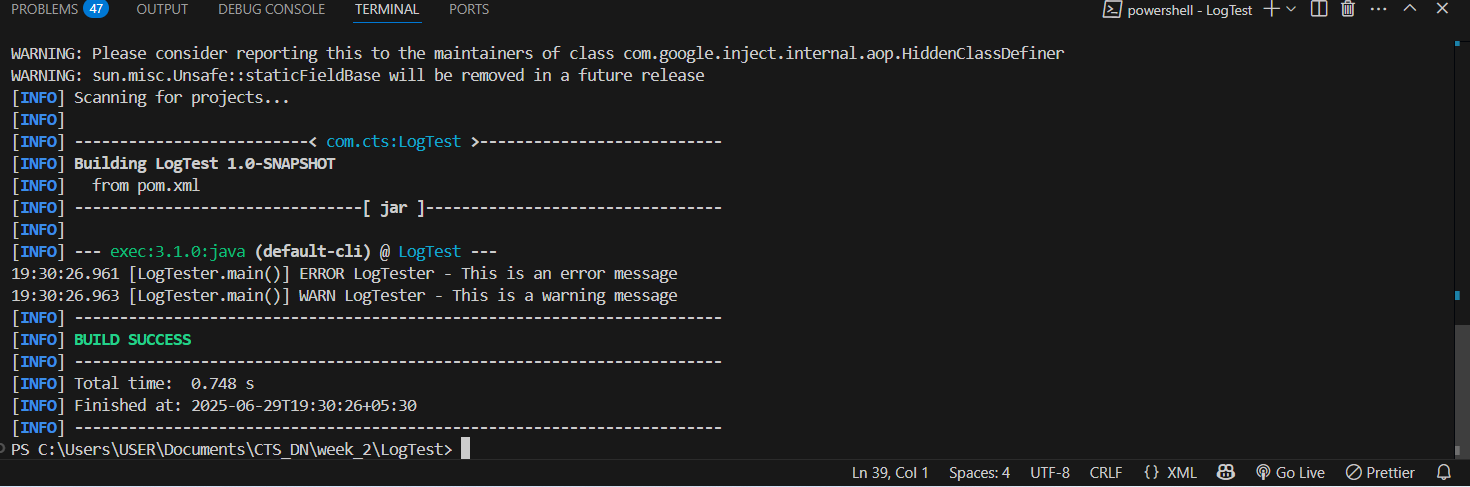 PROBLEMS 47 OUTPUT DEBUG CONSOLE TERMINAL PORTS powershell - LogTest
WARNING: Please consider reporting this to the maintainers of class com.google.inject.internal.aop.HiddenClassDefiner
WARNING: sun.misc.Unsafe::staticFieldBase will be removed in a future release
[INFO] Scanning for projects...
[INFO]
[INFO] --------------------------< com.cts:LogTest >---------------------------
[INFO] Building LogTest 1.0-SNAPSHOT
[INFO]   from pom.xml
[INFO] --------------------------------[ jar ]---------------------------------
[INFO]
[INFO] --- exec:3.1.0:java (default-cli) @ LogTest ---
19:30:26.961 [LogTester.main()] ERROR LogTester - This is an error message
19:30:26.963 [LogTester.main()] WARN LogTester - This is a warning message
[INFO] ------------------------------------------------------------------------
[INFO] BUILD SUCCESS
[INFO] ------------------------------------------------------------------------
[INFO] Total time:  0.748 s
[INFO] Finished at: 2025-06-29T19:30:26+05:30
[INFO] ------------------------------------------------------------------------
PS C:\Users\USER\Documents\CTS_DN\week_2\LogTest>
Ln 39, Col 1 Spaces: 4 UTF-8 CRLF {} XML Go Live Prettier